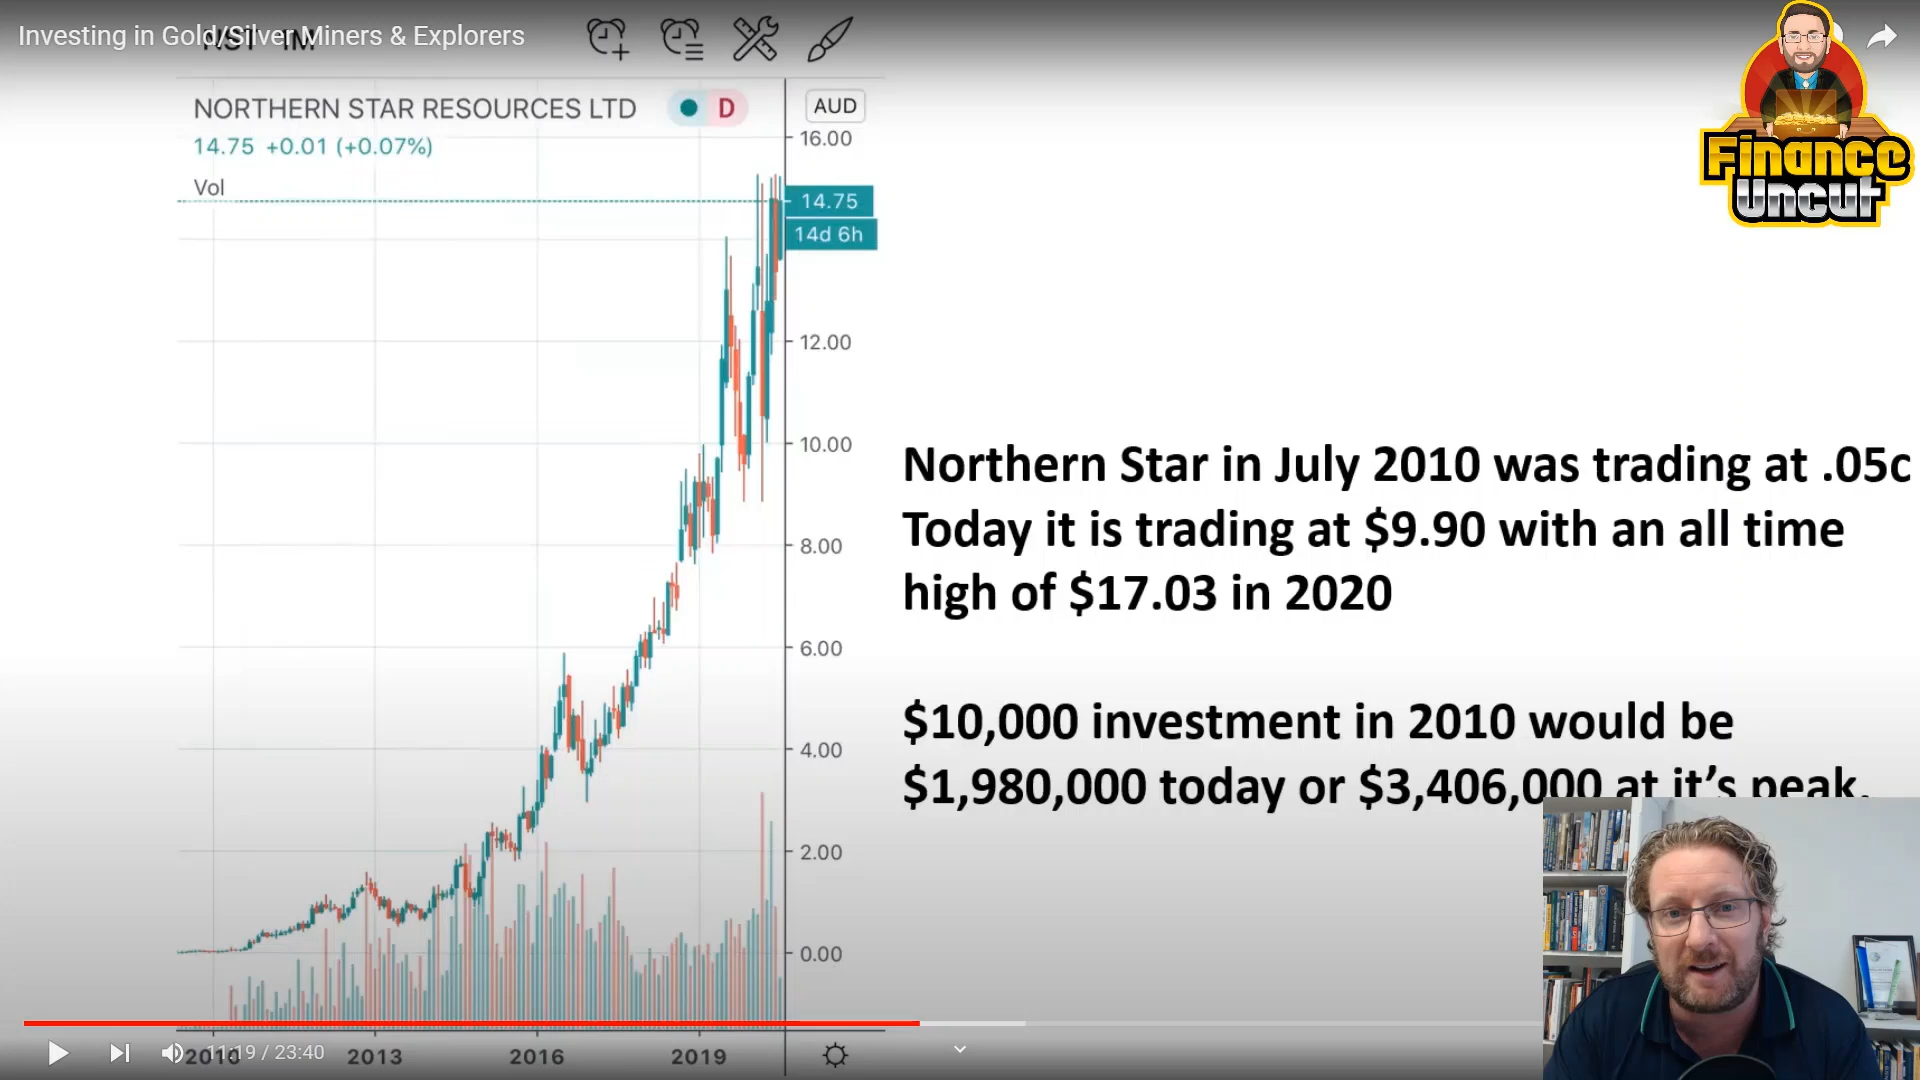 Investing in Gold/Silver Miners & Explorers
NST 1M
NORTHERN STAR RESOURCES LTD
D
AUD
14.75 +0.01 (+0.07%)
Vol
16.00
14.75
14d 6h
12.00
10.00
8.00
6.00
4.00
2.00
0.00
2010
2013
2016
2019
Finance
Uncut
Northern Star in July 2010 was trading at .05c
Today it is trading at $9.90 with an all time
high of $17.03 in 2020
$10,000 investment in 2010 would be
$1,980,000 today or $3,406,000 at it’s peak.
11:19 / 23:40